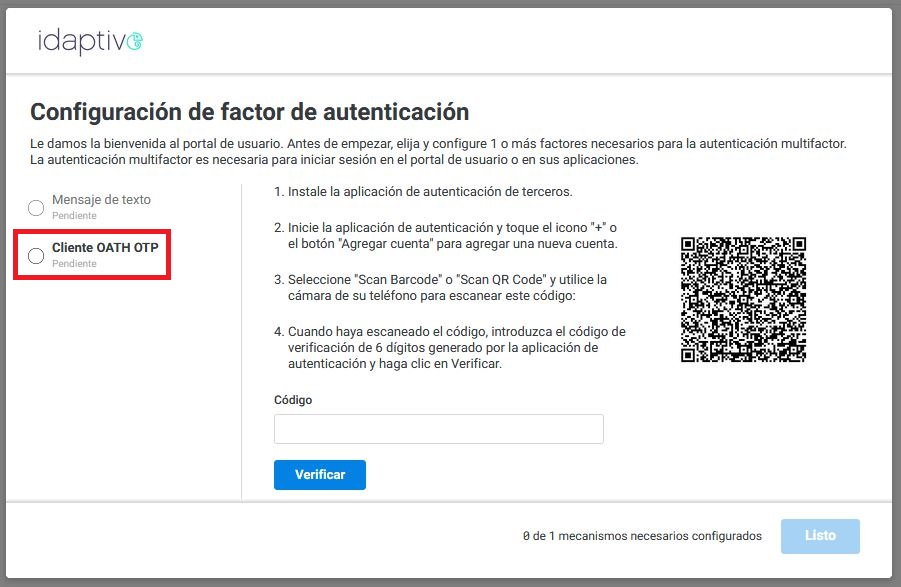 idaptive
Configuración de factor de autenticación
Le damos la bienvenida al portal de usuario. Antes de empezar, elija y configure 1 o más factores necesarios para la autenticación multifactor.
La autenticación multifactor es necesaria para iniciar sesión en el portal de usuario o en sus aplicaciones.
Mensaje de texto
Pendiente
Cliente OATH OTP
Pendiente
1. Instale la aplicación de autenticación de terceros.
2. Inicie la aplicación de autenticación y toque el icono "+" o
el botón "Agregar cuenta" para agregar una nueva cuenta.
3. Seleccione "Scan Barcode" o "Scan QR Code" y utilice la
cámara de su teléfono para escanear este código:
4. Cuando haya escaneado el código, introduzca el código de
verificación de 6 dígitos generado por la aplicación de
autenticación y haga clic en Verificar.
Código
Verificar
0 de 1 mecanismos necesarios configurados
Listo